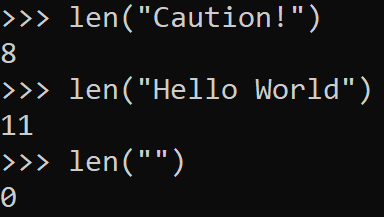 >>> len("Caution!")
8
>>> len("Hello World")
11
>>> len("")
0